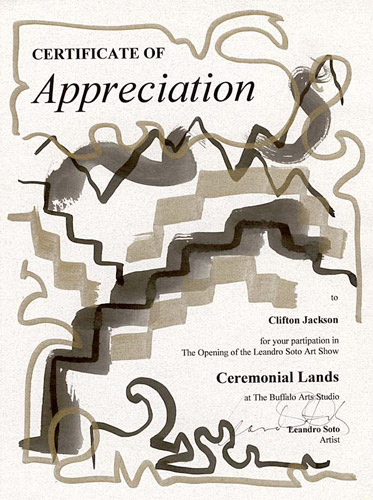 CERTIFICATE OF
Appreciation
to
Clifton Jackson
for your partipation in
The Opening of the Leandro Soto Art Show
Ceremonial Lands
at The Buffalo Arts Studio
Leandro Soto
Artist